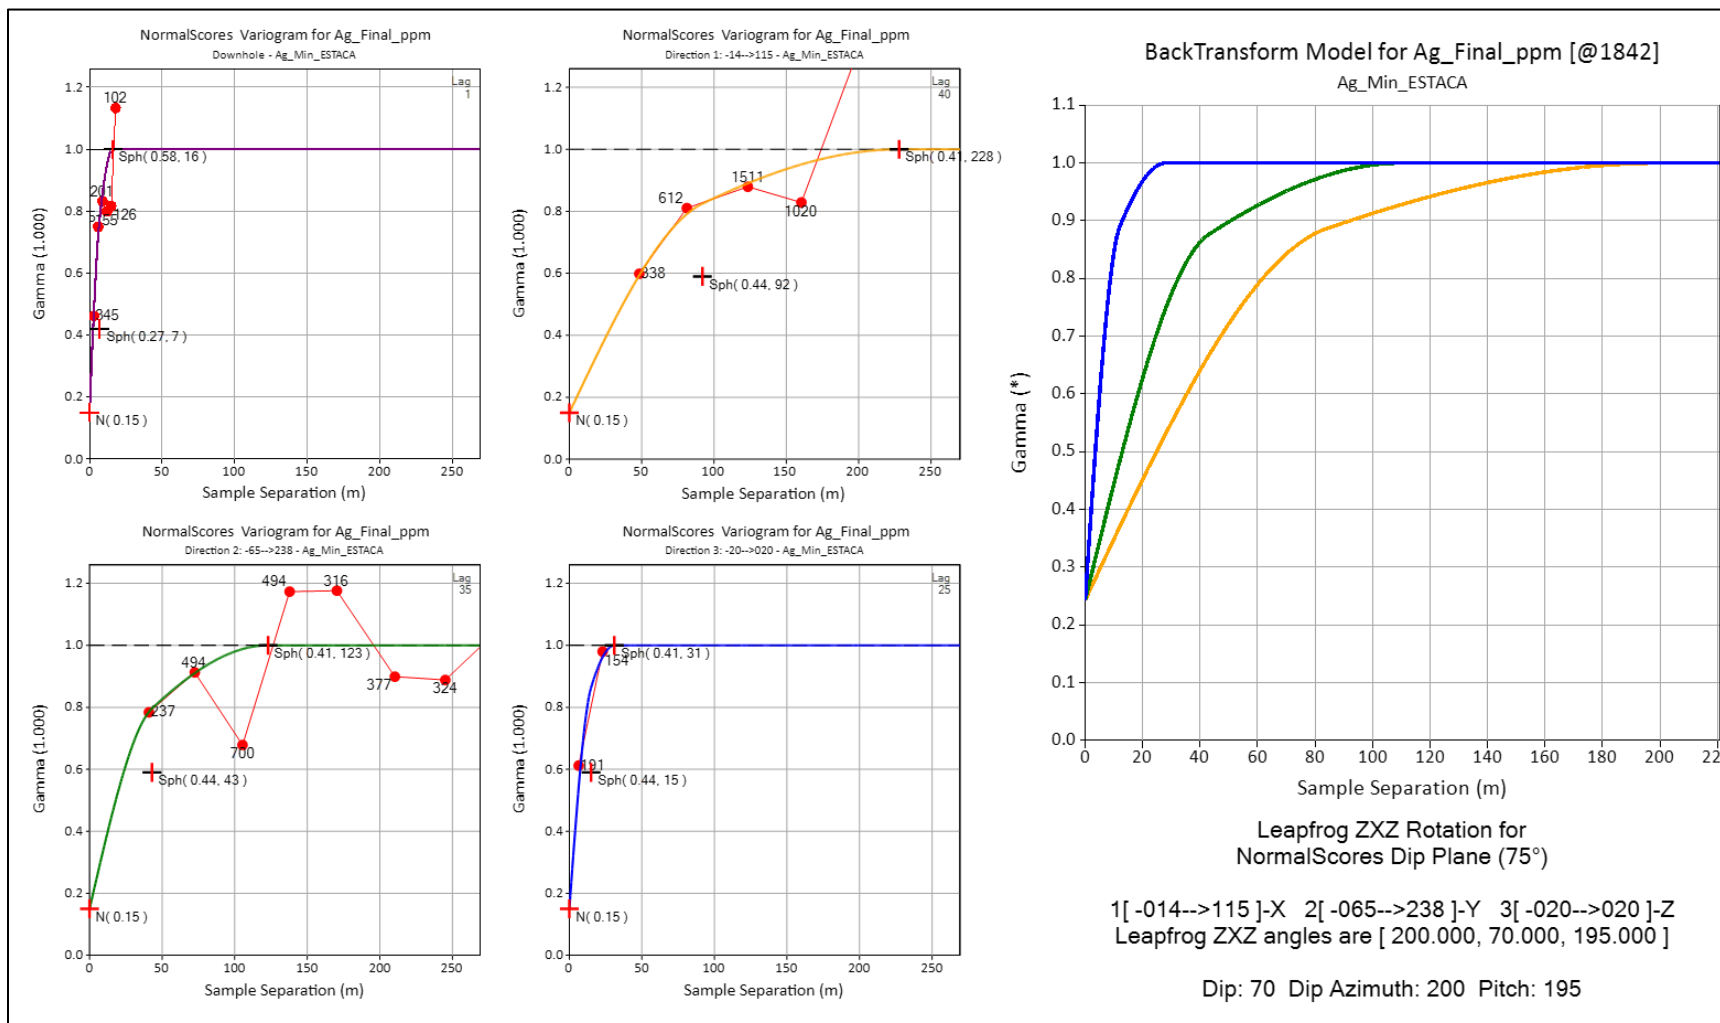 NormalScores Variogram for Ag_Final_ppm
Downhole - Ag_Min_ESTACA
Lag
1
1.2
1.0
0.8
0.6
0.4
0.2
0.0
Gamma (1.000)
102
Sph( 0.58, 16 )
201
126
345
Sph( 0.27, 7 )
N( 0.15 )
0 50 100 150 200 250
Sample Separation (m)
NormalScores Variogram for Ag_Final_ppm
Direction 1: -14-->115 - Ag_Min_ESTACA
Lag
40
1.2
1.0
0.8
0.6
0.4
0.2
0.0
Gamma (1.000)
Sph( 0.41, 228 )
1511
612
1020
338
Sph( 0.44, 92 )
N( 0.15 )
0 50 100 150 200 250
Sample Separation (m)
NormalScores Variogram for Ag_Final_ppm
Direction 2: -65-->238 - Ag_Min_ESTACA
Lag
35
1.2
1.0
0.8
0.6
0.4
0.2
0.0
Gamma (1.000)
494
316
Sph( 0.41, 123 )
494
377
324
237
700
Sph( 0.44, 43 )
N( 0.15 )
0 50 100 150 200 250
Sample Separation (m)
NormalScores Variogram for Ag_Final_ppm
Direction 3: -20-->020 - Ag_Min_ESTACA
Lag
25
1.2
1.0
0.8
0.6
0.4
0.2
0.0
Gamma (1.000)
154
Sph( 0.41, 31 )
191
Sph( 0.44, 15 )
N( 0.15 )
0 50 100 150 200 250
Sample Separation (m)
BackTransform Model for Ag_Final_ppm [@1842]
Ag_Min_ESTACA
1.1
1.0
0.9
0.8
0.7
0.6
0.5
0.4
0.3
0.2
0.1
0.0
Gamma (*)
0 20 40 60 80 100 120 140 160 180 200 220
Sample Separation (m)
Leapfrog ZXZ Rotation for
NormalScores Dip Plane (75°)
1[ -014-->115 ]-X 2[ -065-->238 ]-Y 3[ -020-->020 ]-Z
Leapfrog ZXZ angles are [ 200.000, 70.000, 195.000 ]
Dip: 70 Dip Azimuth: 200 Pitch: 195